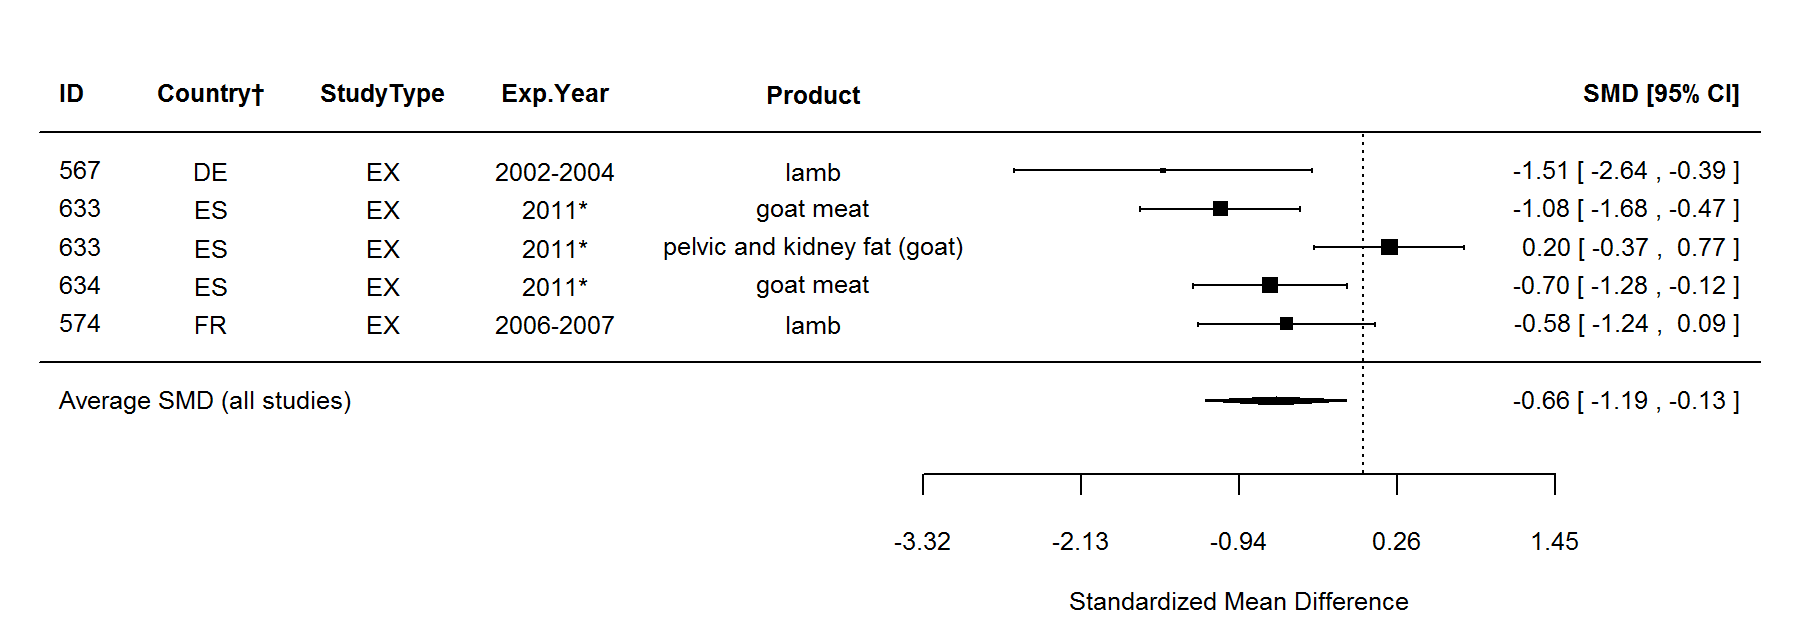 ID Country† StudyType Exp.Year Product SMD [95% CI]
567 DE EX 2002-2004 lamb -1.51 [ -2.64 , -0.39 ]
633 ES EX 2011* goat meat -1.08 [ -1.68 , -0.47 ]
633 ES EX 2011* pelvic and kidney fat (goat) 0.20 [ -0.37 , 0.77 ]
634 ES EX 2011* goat meat -0.70 [ -1.28 , -0.12 ]
574 FR EX 2006-2007 lamb -0.58 [ -1.24 , 0.09 ]
Average SMD (all studies) -0.66 [ -1.19 , -0.13 ]
-3.32 -2.13 -0.94 0.26 1.45
Standardized Mean Difference